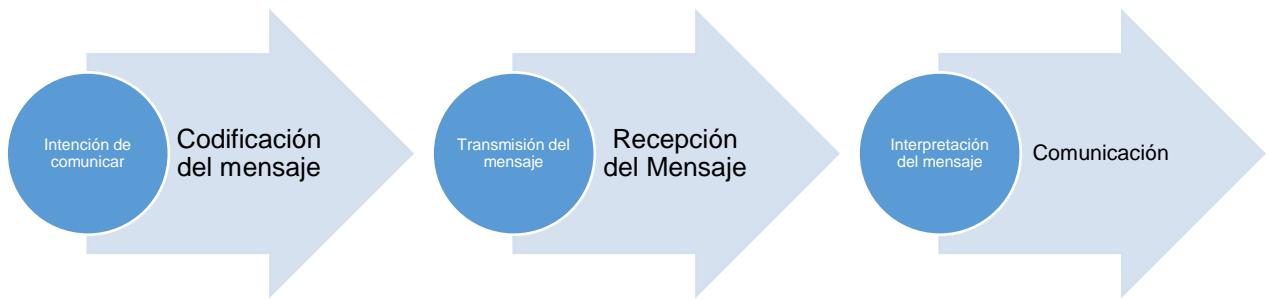 Intención de
comunicar
Codificación
del mensaje
Transmisión del
mensaje
Recepción
del Mensaje
Interpretación
del mensaje
Comunicación